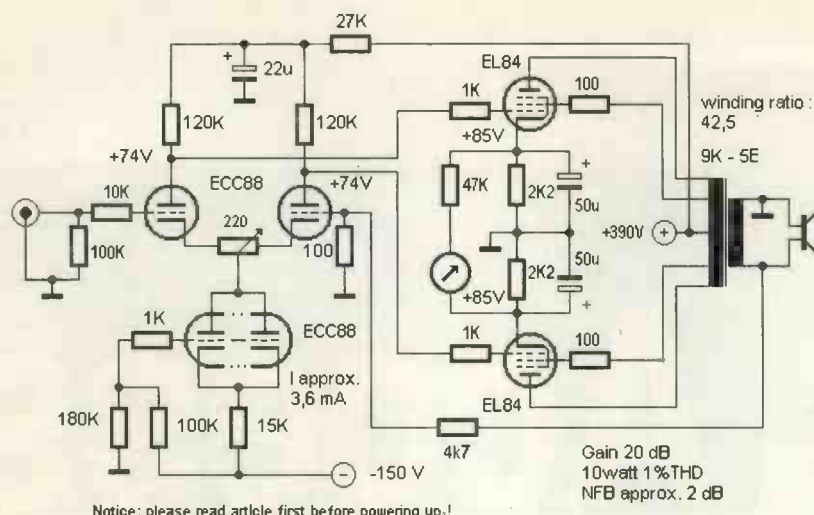 27K
EL84
22u
1K
100
winding ratio :
42,5
120K
120K
+85V
9K - 5E
+74V
ECC88
+74V
47K
2K2
50u
10K
220
+390V
100K
100
2K2
50u
+85V
1K
ECC88
1K
100
I approx.
3,6 mA
EL84
180K
100K
15K
4k7
-150 V
Gain 20 dB
10watt 1%THD
NFB approx. 2 dB
Notice: please read article first before powering up,!